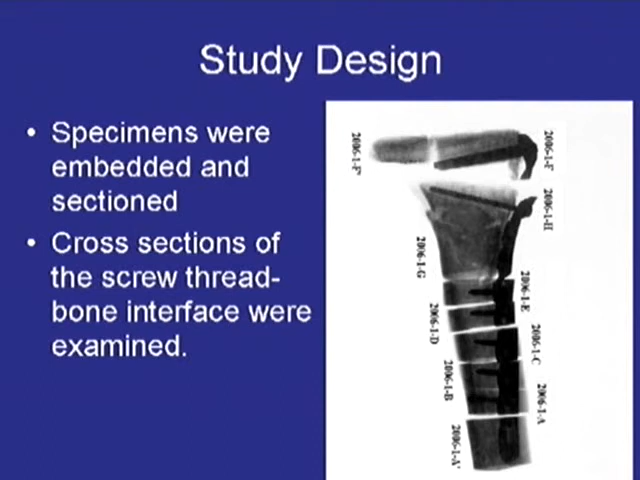 Study Design
• Specimens were
embedded and
sectioned
• Cross sections of
the screw thread-
bone interface were
examined.
2006-1-F'
2006-1-F
2006-1-H
2006-1-G
2006-1-E
2006-1-D
2006-1-C
2006-1-B
2006-1-A
2006-1-A'